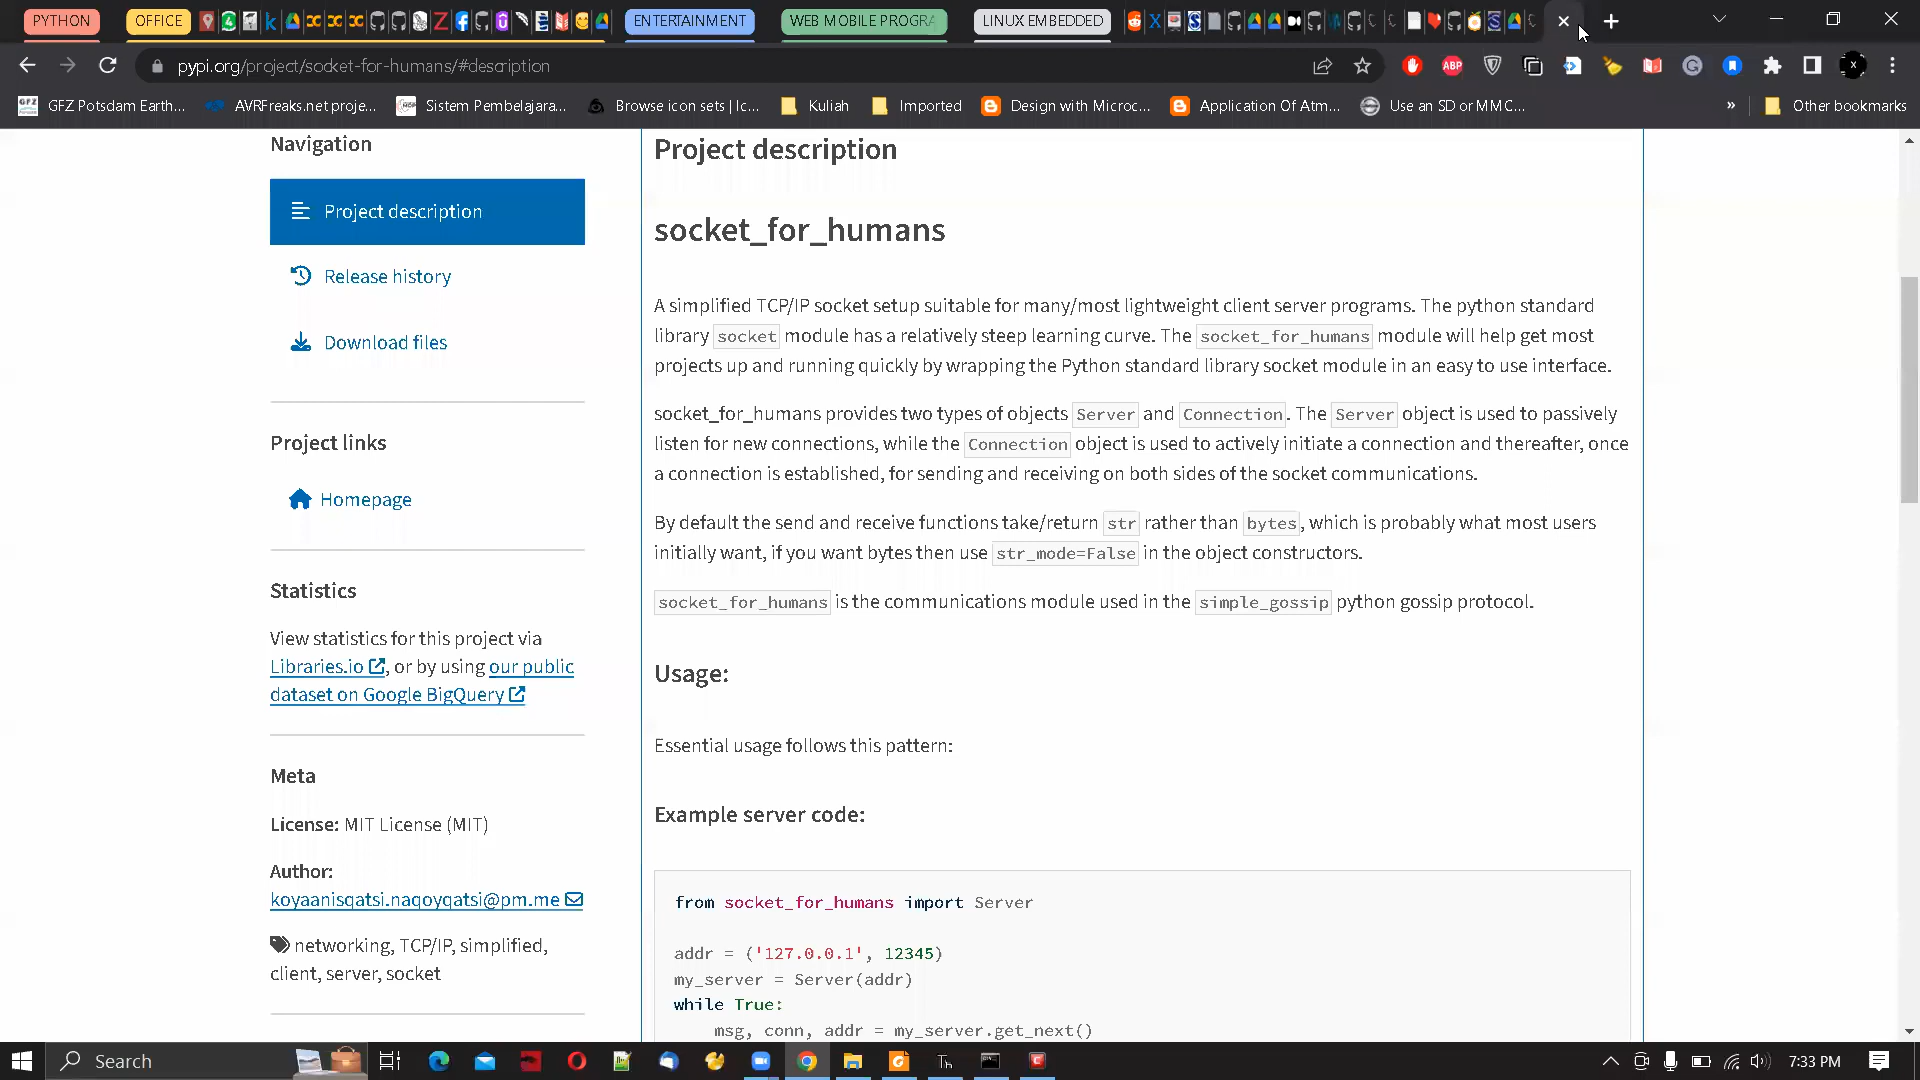 PYTHON
OFFICE
ENTERTAINMENT
WEB MOBILE PROGRA
LINUX EMBEDDED
pypi.org/project/socket-for-humans/#description
GFZ Potsdam Earth...
AVRFreaks.net proje...
Sistem Pembelajara...
Browse icon sets | Ic...
Kuliah
Imported
Design with Microc...
Application Of Atm...
Use an SD or MMC...
»
Other bookmarks
Navigation
Project description
Release history
Download files
Project links
Homepage
Statistics
View statistics for this project via
Libraries.io, or by using our public
dataset on Google BigQuery
Meta
License: MIT License (MIT)
Author:
koyaanisqatsi.naqoyqatsi@pm.me
networking, TCP/IP, simplified,
client, server, socket
Project description
socket_for_humans
A simplified TCP/IP socket setup suitable for many/most lightweight client server programs. The python standard
library socket module has a relatively steep learning curve. The socket_for_humans module will help get most
projects up and running quickly by wrapping the Python standard library socket module in an easy to use interface.
socket_for_humans provides two types of objects Server and Connection. The Server object is used to passively
listen for new connections, while the Connection object is used to actively initiate a connection and thereafter, once
a connection is established, for sending and receiving on both sides of the socket communications.
By default the send and receive functions take/return str rather than bytes, which is probably what most users
initially want, if you want bytes then use str_mode=False in the object constructors.
socket_for_humans is the communications module used in the simple_gossip python gossip protocol.
Usage:
Essential usage follows this pattern:
Example server code:
from socket_for_humans import Server
addr = ('127.0.0.1', 12345)
my_server = Server(addr)
while True:
msg, conn, addr = my_server.get_next()
Search
7:33 PM